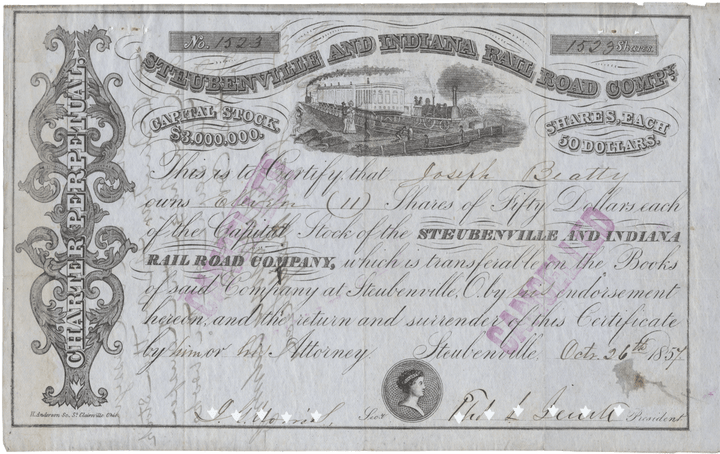 No. 1523
1529 Shares.
STEUBENVILLE AND INDIANA RAIL ROAD COMPY.
CAPITAL STOCK, $3,000,000.
SHARES, EACH 50 DOLLARS.
CHARTER PERPETUAL.
This is to Certify, that Joseph Beatty
owns Eleven (11) Shares of Fifty Dollars each
of the Capital Stock of the STEUBENVILLE AND INDIANA
RAIL ROAD COMPANY, which is transferable on the Books
of said Company at Steubenville, O. by endorsement
hereon, and the return and surrender of this Certificate
by him or his Attorney. Steubenville, Octr. 26th 1857
CANCELLED
CANCELLED
Secy.
President